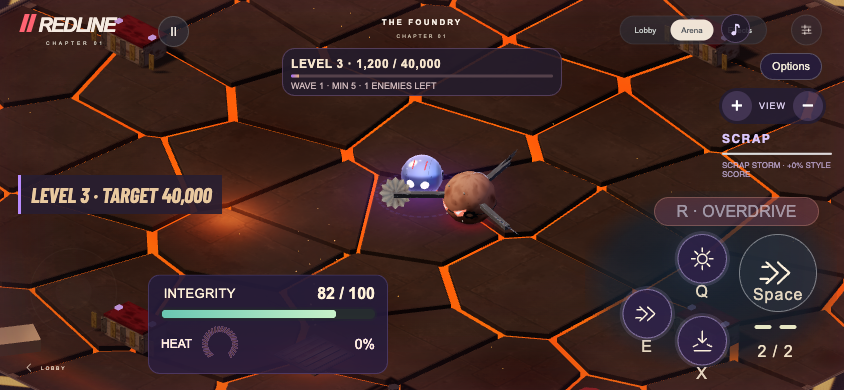 REDLINE
CHAPTER 01
THE FOUNDRY
CHAPTER 01
Lobby
Arena
LEVEL 3 · 1,200 / 40,000
WAVE 1 · MIN 5 · 1 ENEMIES LEFT
Options
+ VIEW −
SCRAP
SCRAP STORM · +0% STYLE
SCORE
LEVEL 3 · TARGET 40,000
R · OVERDRIVE
Q
Space
E
X
2 / 2
INTEGRITY 82 / 100
HEAT 0%
LOBBY